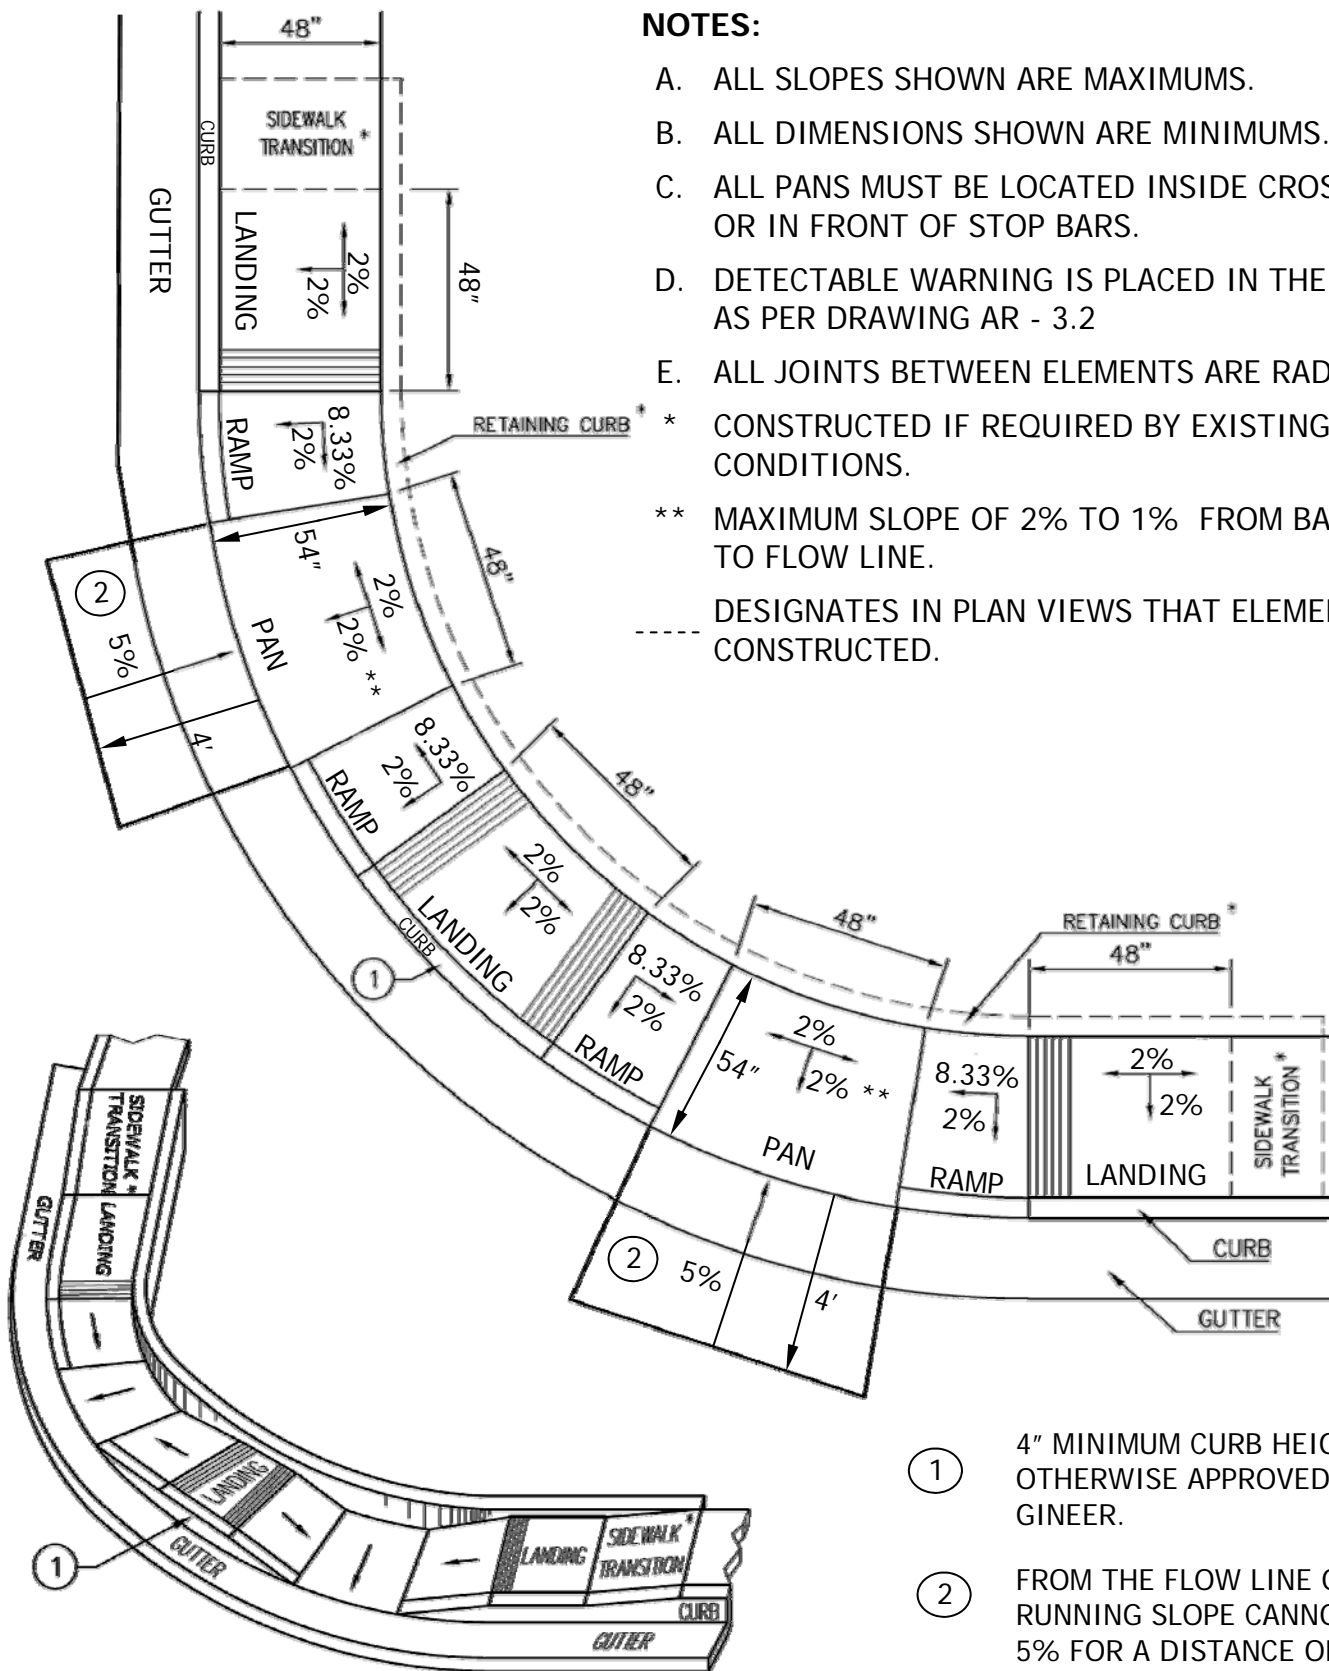 NOTES:
A. ALL SLOPES SHOWN ARE MAXIMUMS.
B. ALL DIMENSIONS SHOWN ARE MINIMUMS.
C. ALL PANS MUST BE LOCATED INSIDE
OR IN FRONT OF STOP BARS.
D. DETECTABLE WARNING IS PLACED IN THE
AS PER DRAWING AR - 3.2
E. ALL JOINTS BETWEEN ELEMENTS ARE
* CONSTRUCTED IF REQUIRED BY EXISTING
CONDITIONS.
** MAXIMUM SLOPE OF 2% TO 1% FROM
TO FLOW LINE.
----- DESIGNATES IN PLAN VIEWS THAT
CONSTRUCTED.
48"
SIDEWALK
TRANSITION *
CURB
GUTTER
LANDING
2%
2%
48"
RAMP
8.33%
2%
RETAINING CURB *
54"
48"
2
5%
4'
PAN
2%
2% **
8.33%
2%
RAMP
48"
2%
2%
LANDING
CURB
1
8.33%
2%
RAMP
48"
54"
2%
2% **
PAN
2
5%
4'
RETAINING CURB *
48"
8.33%
2%
RAMP
2%
2%
LANDING
SIDEWALK
TRANSITION *
CURB
GUTTER
SIDEWALK *
TRANSITION
LANDING
GUTTER
LANDING
1
GUTTER
LANDING
SIDEWALK *
TRANSITION
CURB
GUTTER
1 4" MINIMUM CURB
OTHERWISE APPROVED
GINEER.
2 FROM THE FLOW LINE
RUNNING SLOPE
5% FOR A DISTANCE